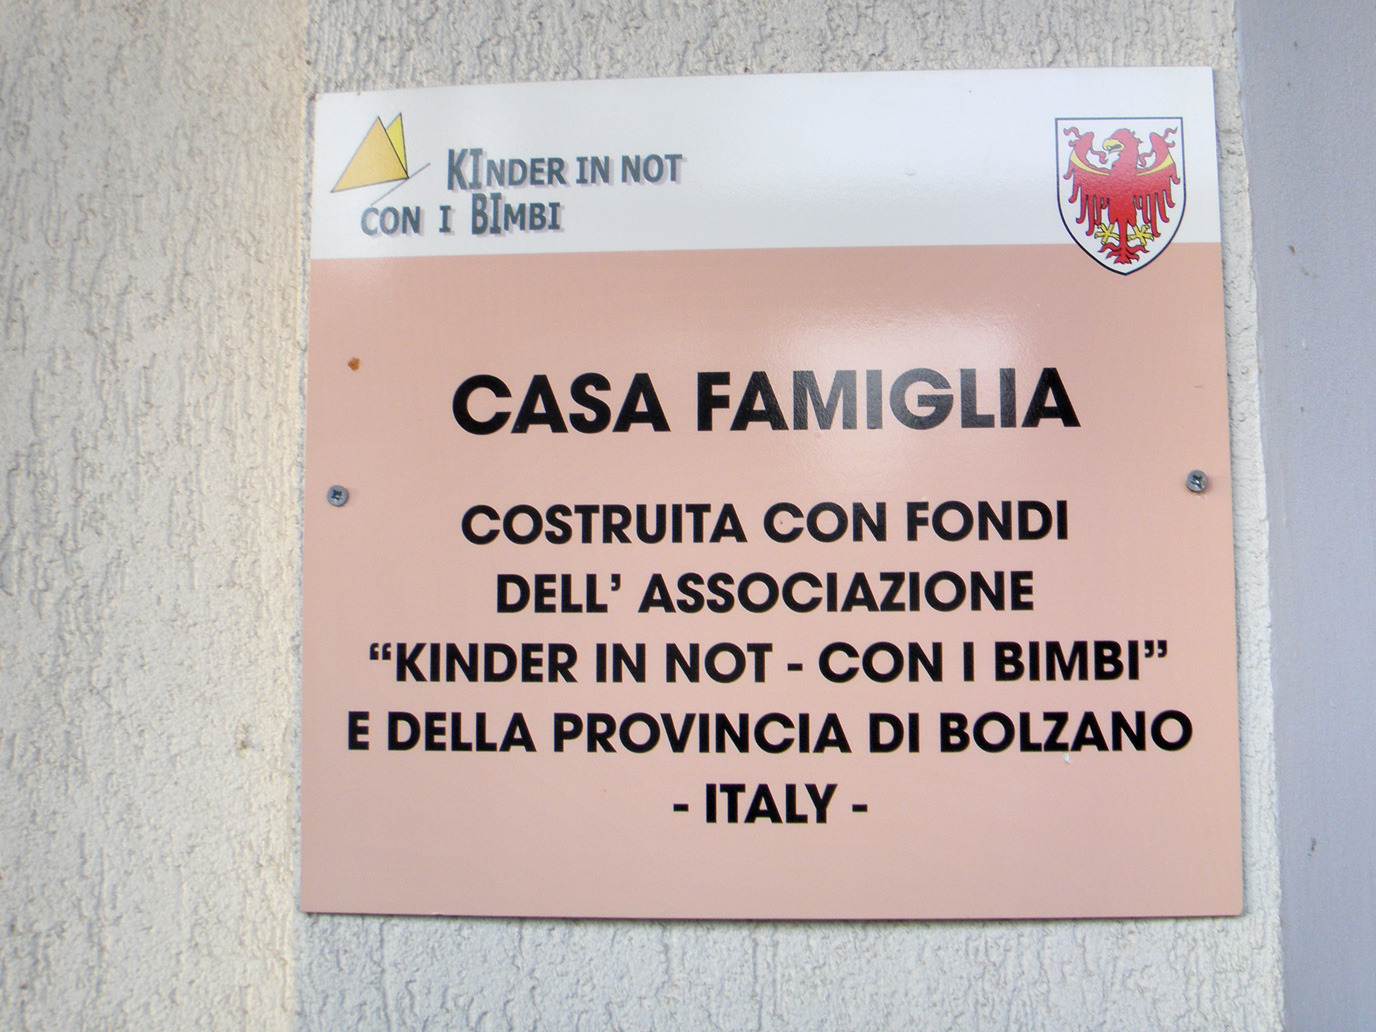 KINDER IN NOT
CON I BIMBI
CASA FAMIGLIA
COSTRUITA CON FONDI
DELL' ASSOCIAZIONE
“KINDER IN NOT - CON I BIMBI”
E DELLA PROVINCIA DI BOLZANO
- ITALY -